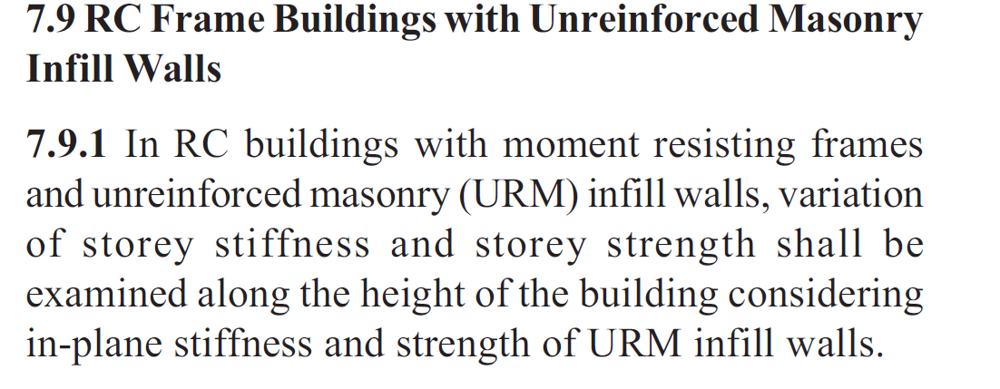 7.9 RC Frame Buildings with Unreinforced Masonry
Infill Walls
7.9.1 In RC buildings with moment resisting frames
and unreinforced masonry (URM) infill walls, variation
of storey stiffness and storey strength shall be
examined along the height of the building considering
in-plane stiffness and strength of URM infill walls.